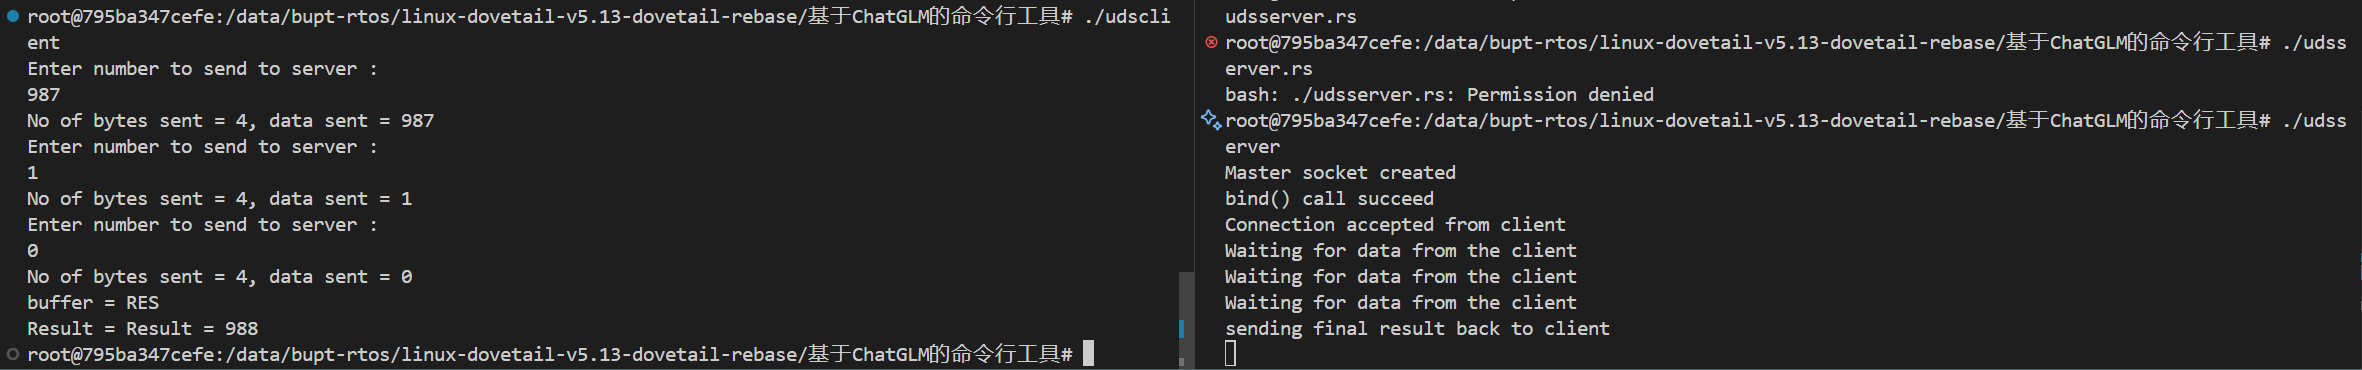 root@795ba347cefe:/data/bupt-rtos/linux-dovetail-v5.13-dovetail-rebase/基于ChatGLM的命令行工具# ./udscli
ent
Enter number to send to server :
987
No of bytes sent = 4, data sent = 987
Enter number to send to server :
1
No of bytes sent = 4, data sent = 1
Enter number to send to server :
0
No of bytes sent = 4, data sent = 0
buffer = RES
Result = Result = 988
root@795ba347cefe:/data/bupt-rtos/linux-dovetail-v5.13-dovetail-rebase/基于ChatGLM的命令行工具#
udsserver.rs
root@795ba347cefe:/data/bupt-rtos/linux-dovetail-v5.13-dovetail-rebase/基于ChatGLM的命令行工具# ./udss
erver.rs
bash: ./udsserver.rs: Permission denied
root@795ba347cefe:/data/bupt-rtos/linux-dovetail-v5.13-dovetail-rebase/基于ChatGLM的命令行工具# ./udss
erver
Master socket created
bind() call succeed
Connection accepted from client
Waiting for data from the client
Waiting for data from the client
Waiting for data from the client
sending final result back to client